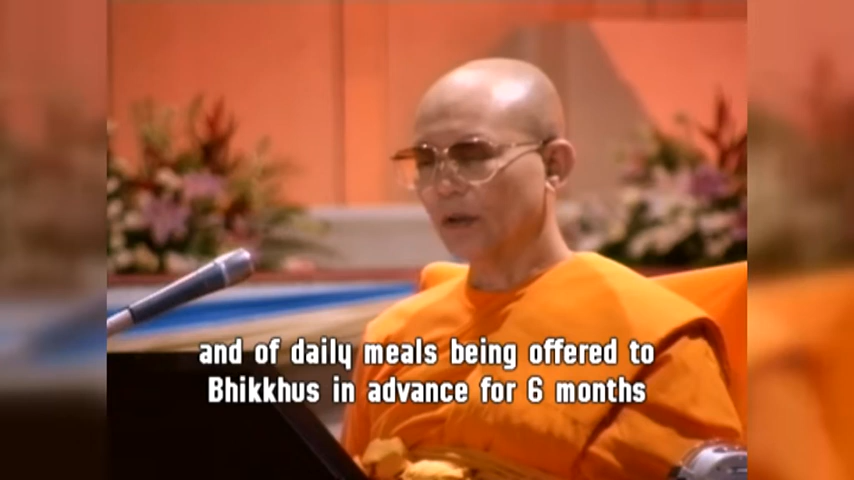 and of daily meals being offered to
Bhikkhus in advance for 6 months